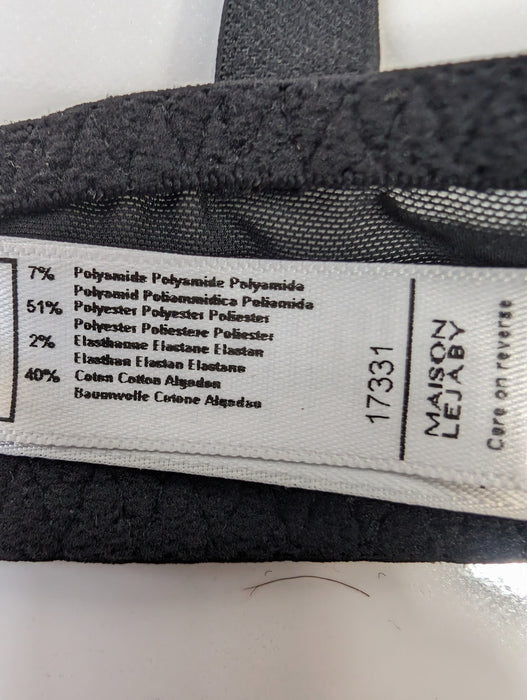 7% Polyamide Polyamide Polyamida
Polyamid Poliammidica Poliamida
51% Polyester Polyester Poliester
Polyester Poliestere Poliester
2% Elasthanne Elastane Elastan
Elasthan Elastan Elastane
40% Coton Cotton Algodon
Baumwolle Cotone Algodao
17331
MAISON
LEJABY
Care on reverse